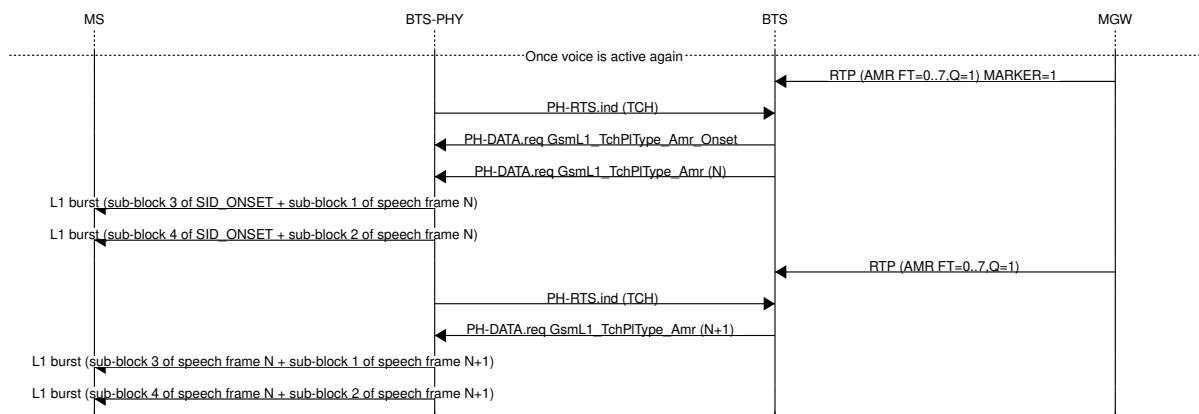 MS BTS-PHY BTS MGW
Once voice is active again
RTP (AMR FT=0..7,Q=1) MARKER=1
PH-RTS.ind (TCH)
PH-DATA.req GsmL1_TchPlType_Amr_Onset
PH-DATA.req GsmL1_TchPlType_Amr (N)
L1 burst (sub-block 3 of SID_ONSET + sub-block 1 of speech frame N)
L1 burst (sub-block 4 of SID_ONSET + sub-block 2 of speech frame N)
RTP (AMR FT=0..7,Q=1)
PH-RTS.ind (TCH)
PH-DATA.req GsmL1_TchPlType_Amr (N+1)
L1 burst (sub-block 3 of speech frame N + sub-block 1 of speech frame N+1)
L1 burst (sub-block 4 of speech frame N + sub-block 2 of speech frame N+1)